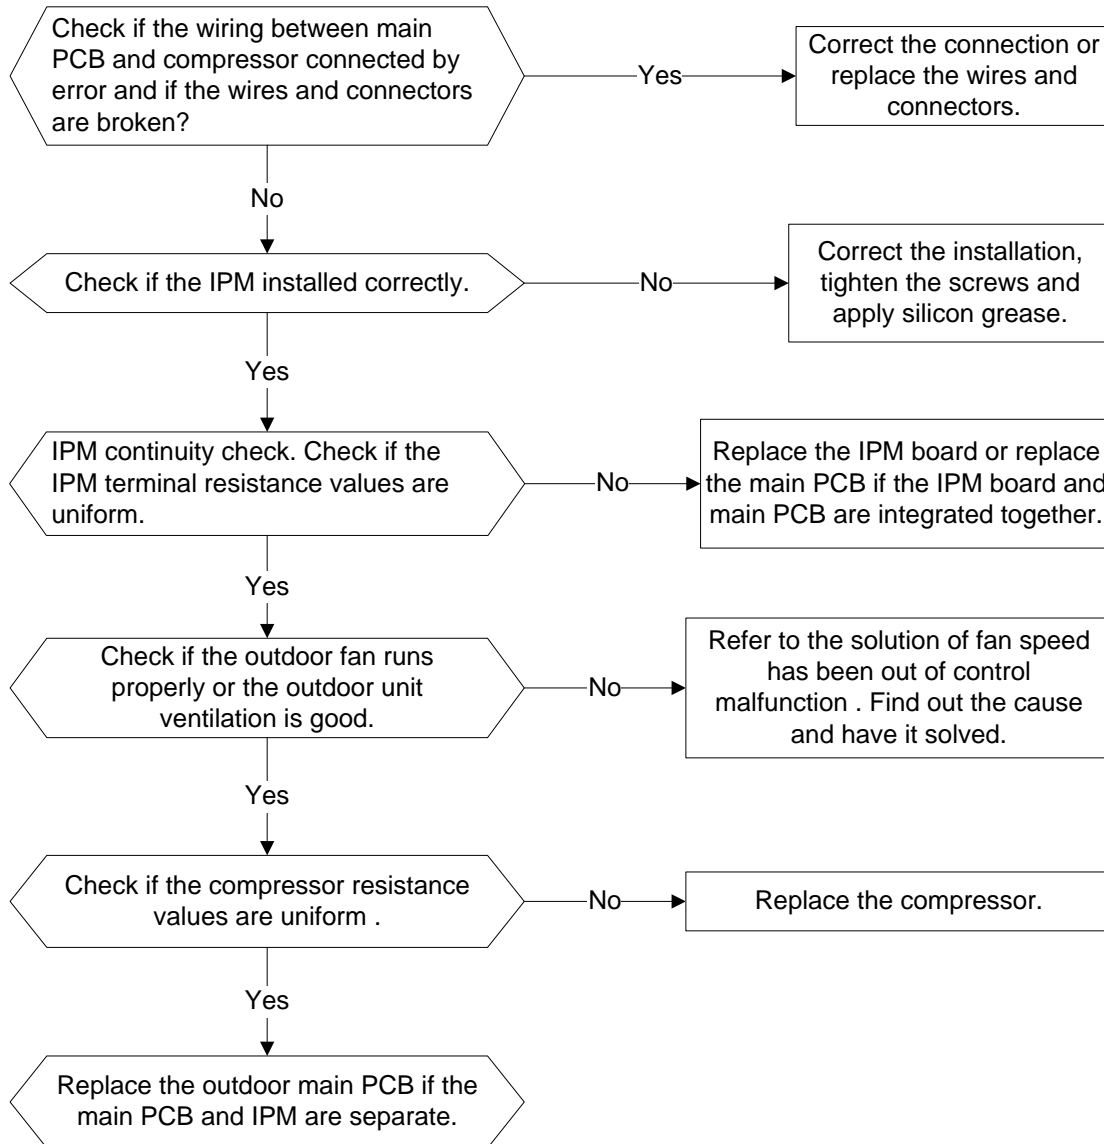 Check if the wiring between main
PCB and compressor connected by
error and if the wires and connectors
are broken?
Yes
Correct the connection or
replace the wires and
connectors.
No
Check if the IPM installed correctly.
No
Correct the installation,
tighten the screws and
apply silicon grease.
Yes
IPM continuity check. Check if the
IPM terminal resistance values are
uniform.
No
Replace the IPM board or replace
the main PCB if the IPM board and
main PCB are integrated together.
Yes
Check if the outdoor fan runs
properly or the outdoor unit
ventilation is good.
No
Refer to the solution of fan speed
has been out of control
malfunction . Find out the cause
and have it solved.
Yes
Check if the compressor resistance
values are uniform .
No
Replace the compressor.
Yes
Replace the outdoor main PCB if the
main PCB and IPM are separate.